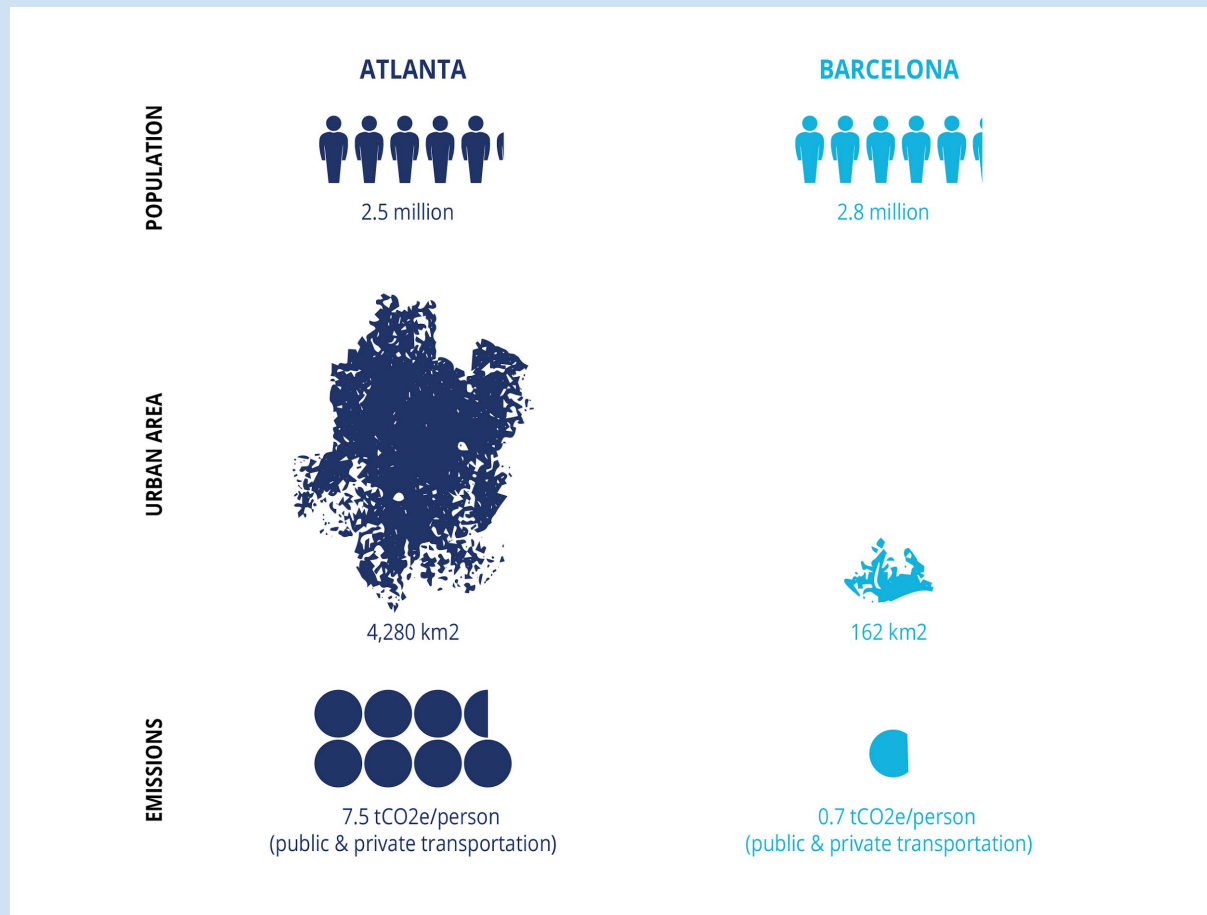 ATLANTA
BARCELONA
POPULATION
2.5 million
2.8 million
URBAN AREA
4,280 km2
162 km2
EMISSIONS
7.5 tCO2e/person
(public & private transportation)
0.7 tCO2e/person
(public & private transportation)